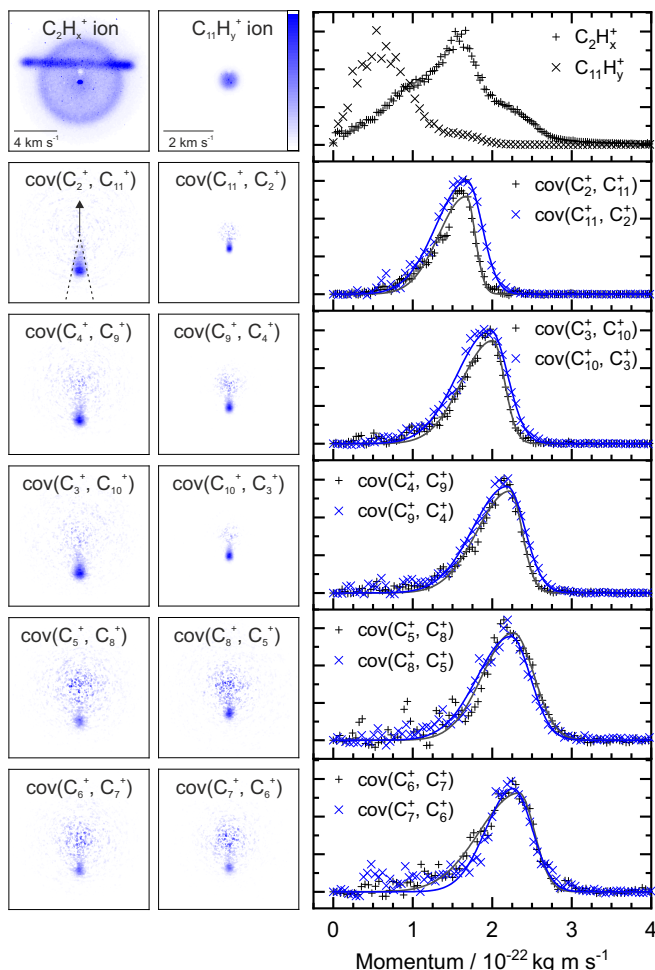 C₂Hₓ⁺ ion
4 km s⁻¹
C₁₁Hᵧ⁺ ion
2 km s⁻¹
C₂Hₓ⁺
C₁₁Hᵧ⁺
cov(C₂⁺, C₁₁⁺)
cov(C₁₁⁺, C₂⁺)
cov(C₂⁺, C₁₁⁺)
cov(C₁₁⁺, C₂⁺)
cov(C₄⁺, C₉⁺)
cov(C₉⁺, C₄⁺)
cov(C₃⁺, C₁₀⁺)
cov(C₁₀⁺, C₃⁺)
cov(C₃⁺, C₁₀⁺)
cov(C₁₀⁺, C₃⁺)
cov(C₄⁺, C₉⁺)
cov(C₉⁺, C₄⁺)
cov(C₅⁺, C₈⁺)
cov(C₈⁺, C₅⁺)
cov(C₅⁺, C₈⁺)
cov(C₈⁺, C₅⁺)
cov(C₆⁺, C₇⁺)
cov(C₇⁺, C₆⁺)
cov(C₆⁺, C₇⁺)
cov(C₇⁺, C₆⁺)
0 1 2 3 4
Momentum / 10⁻²² kg m s⁻¹